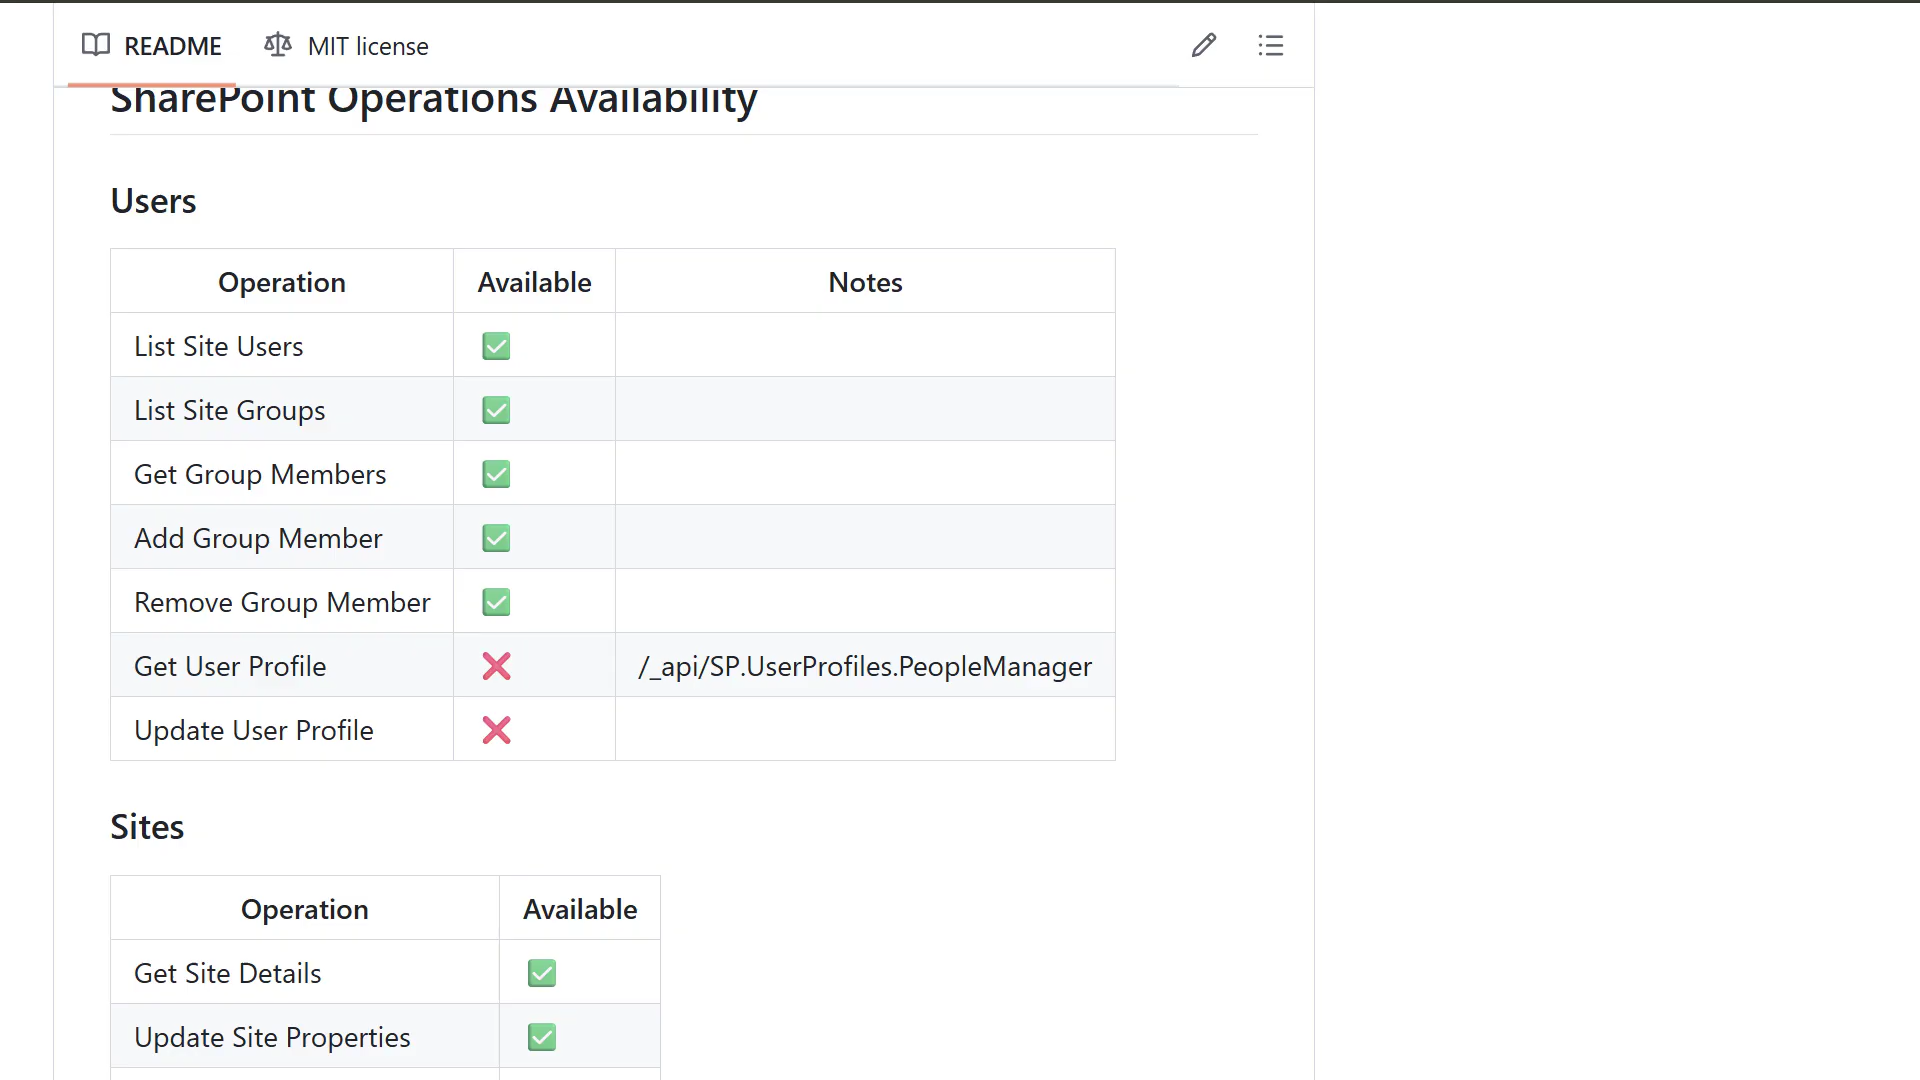 README MIT license
SharePoint Operations Availability
Users
Operation Available Notes
List Site Users ✅
List Site Groups ✅
Get Group Members ✅
Add Group Member ✅
Remove Group Member ✅
Get User Profile ❌ /_api/SP.UserProfiles.PeopleManager
Update User Profile ❌
Sites
Operation Available
Get Site Details ✅
Update Site Properties ✅